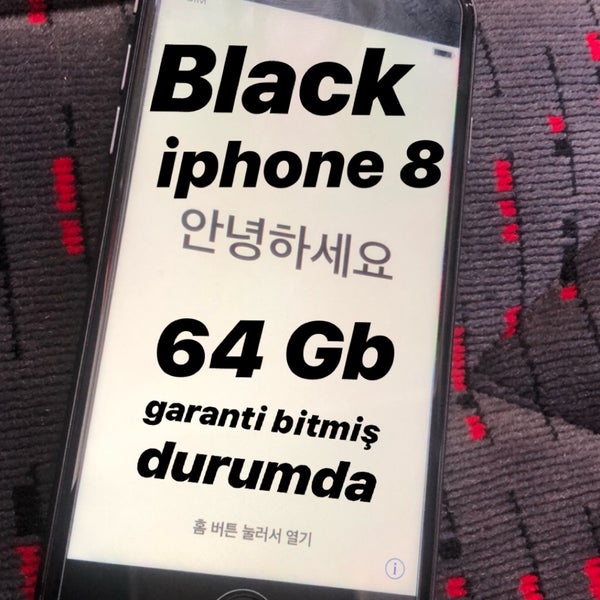 Black
iphone 8
안녕하세요
64 Gb
garanti bitmiş
durumda
홈 버튼 눌러서 열기